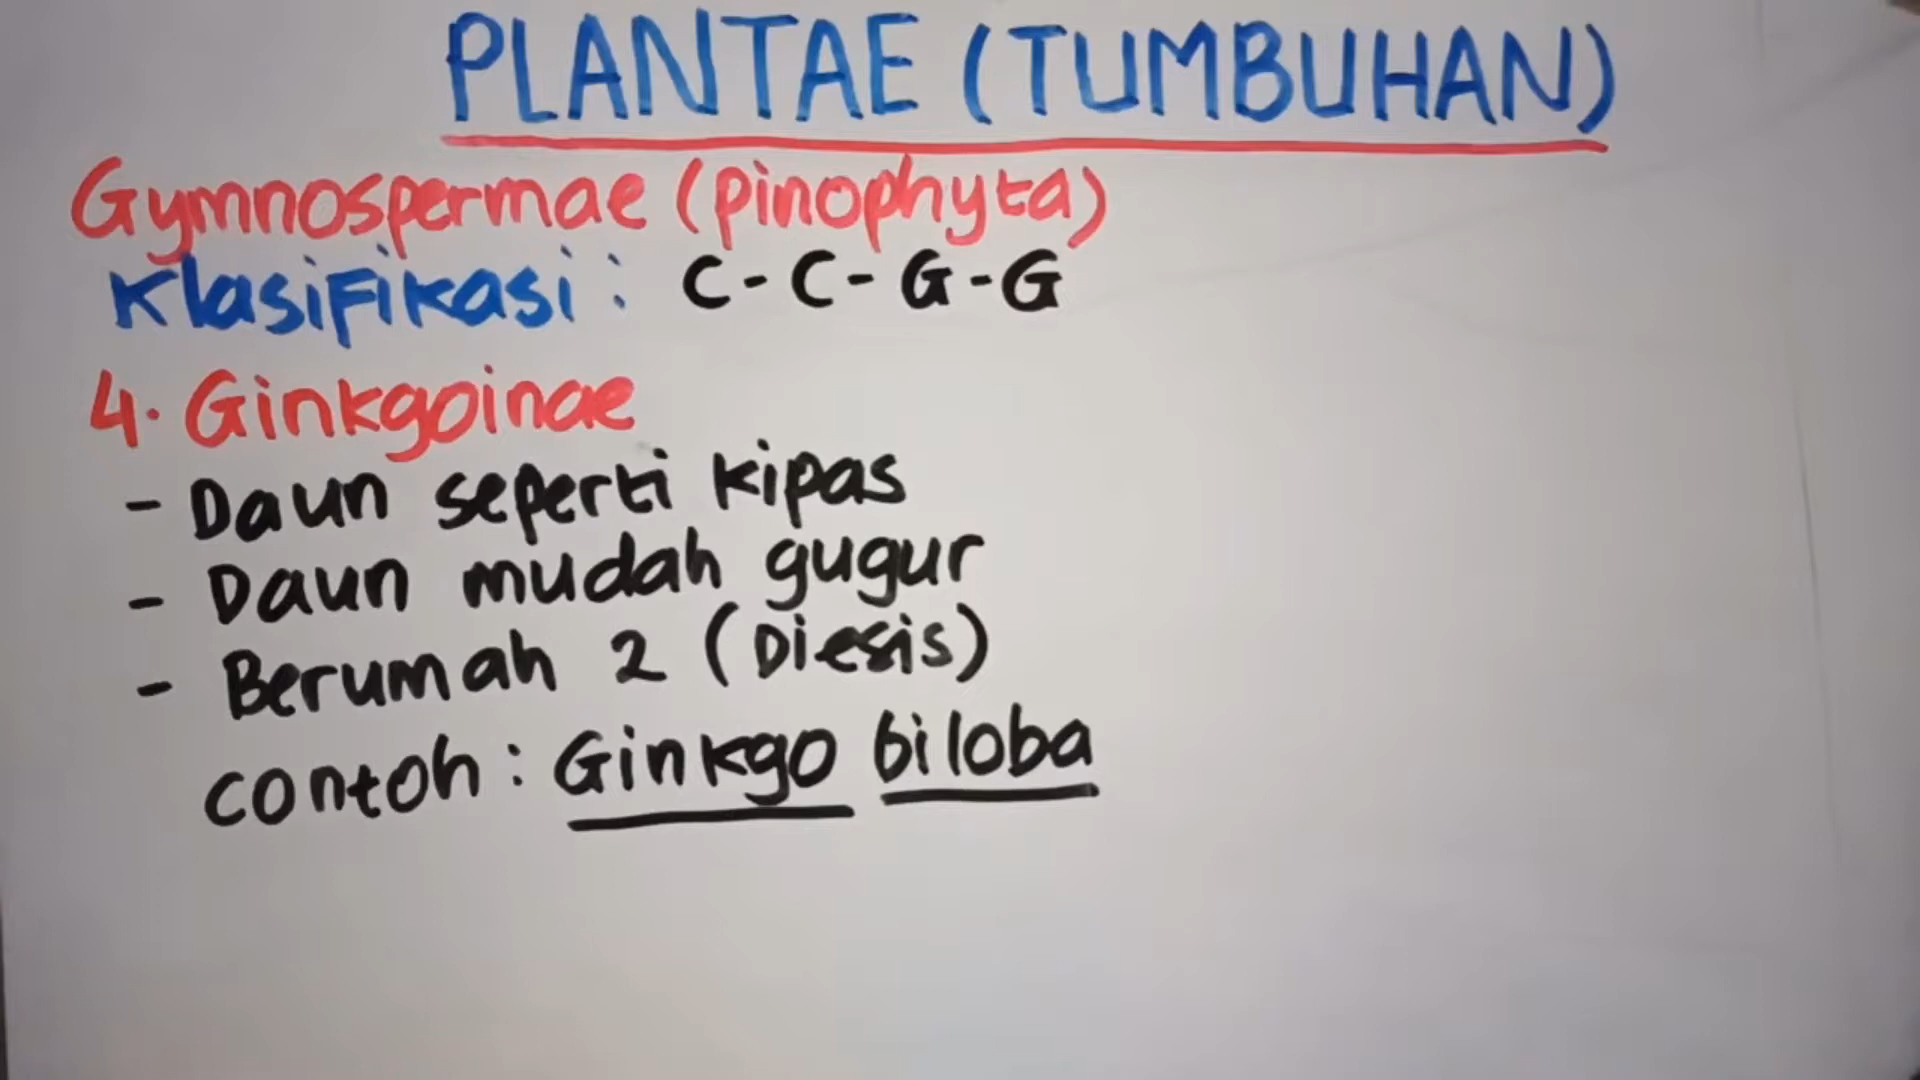 PLANTAE (TUMBUHAN)
Gymnospermae (pinophyta)
Klasifikasi : C - C - G - G
4. Ginkgoinae
- Daun seperti kipas
- Daun mudah gugur
- Berumah 2 (Diesis)
contoh : Ginkgo biloba